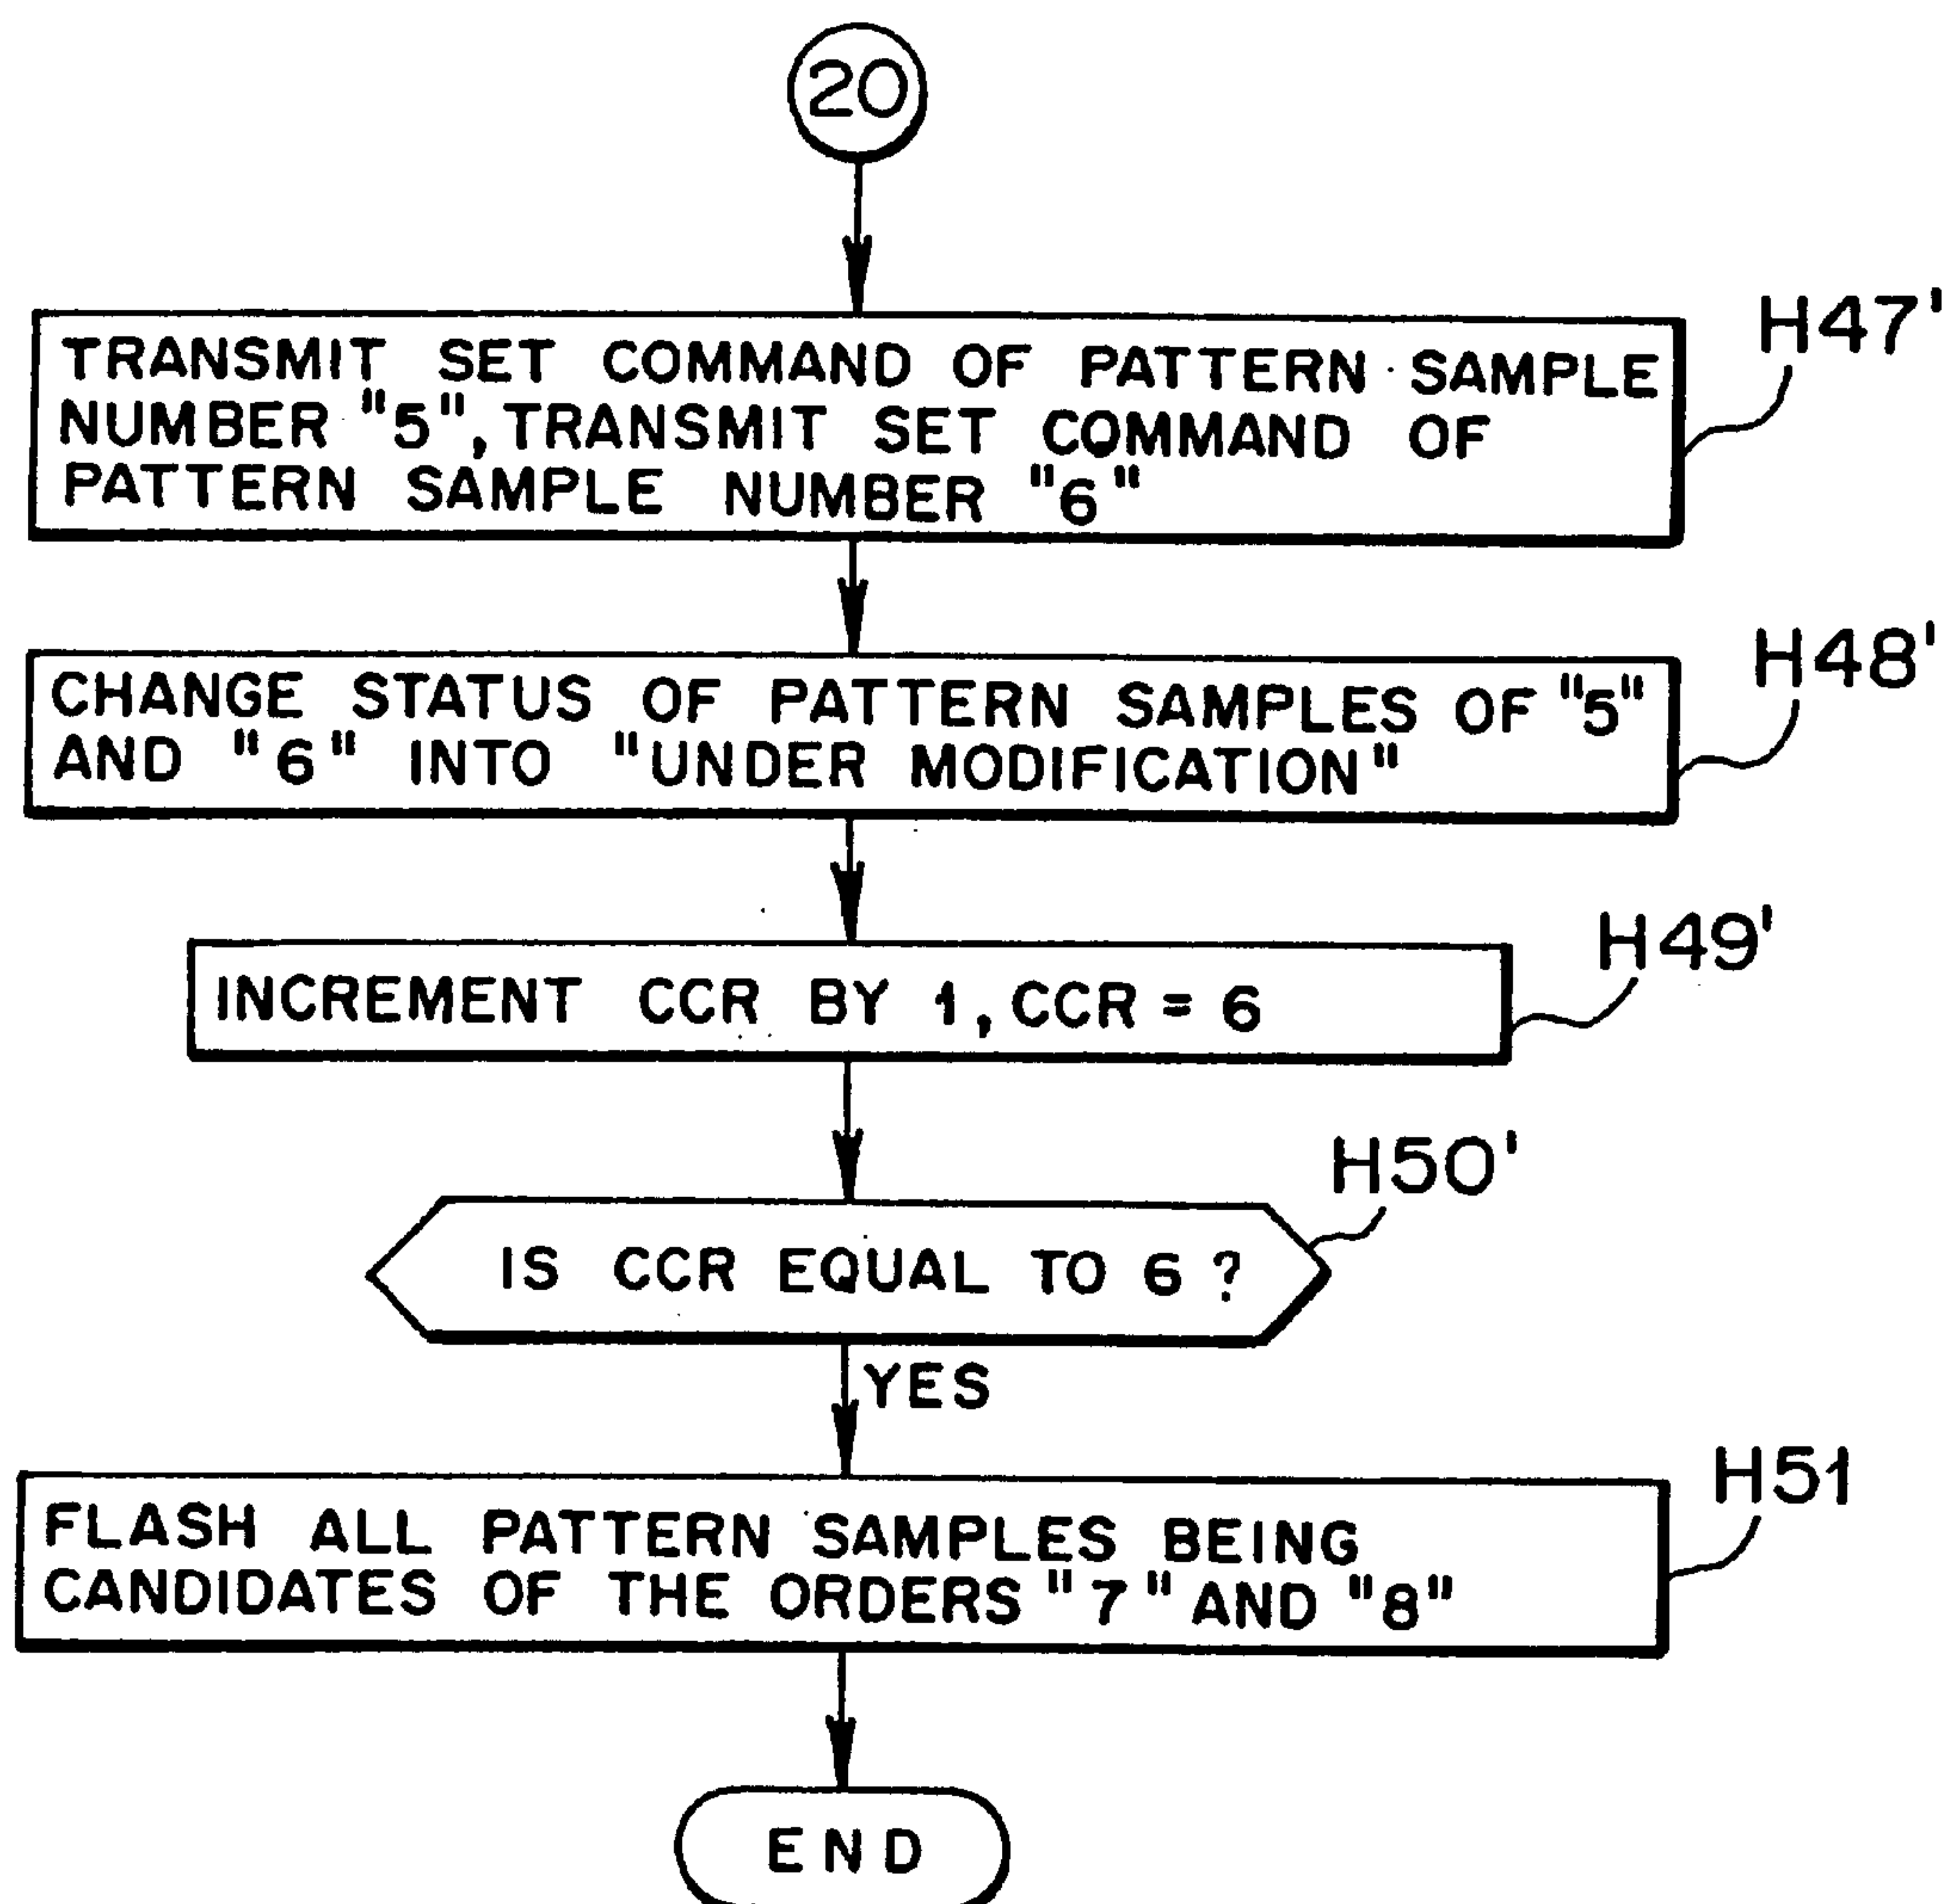 20
H47'
TRANSMIT SET COMMAND OF PATTERN SAMPLE
NUMBER "5", TRANSMIT SET COMMAND OF
PATTERN SAMPLE NUMBER "6"
H48'
CHANGE STATUS OF PATTERN SAMPLES OF "5"
AND "6" INTO "UNDER MODIFICATION"
H49'
INCREMENT CCR BY 1, CCR = 6
H50'
IS CCR EQUAL TO 6 ?
YES
H51
FLASH ALL PATTERN SAMPLES BEING
CANDIDATES OF THE ORDERS "7" AND "8"
END